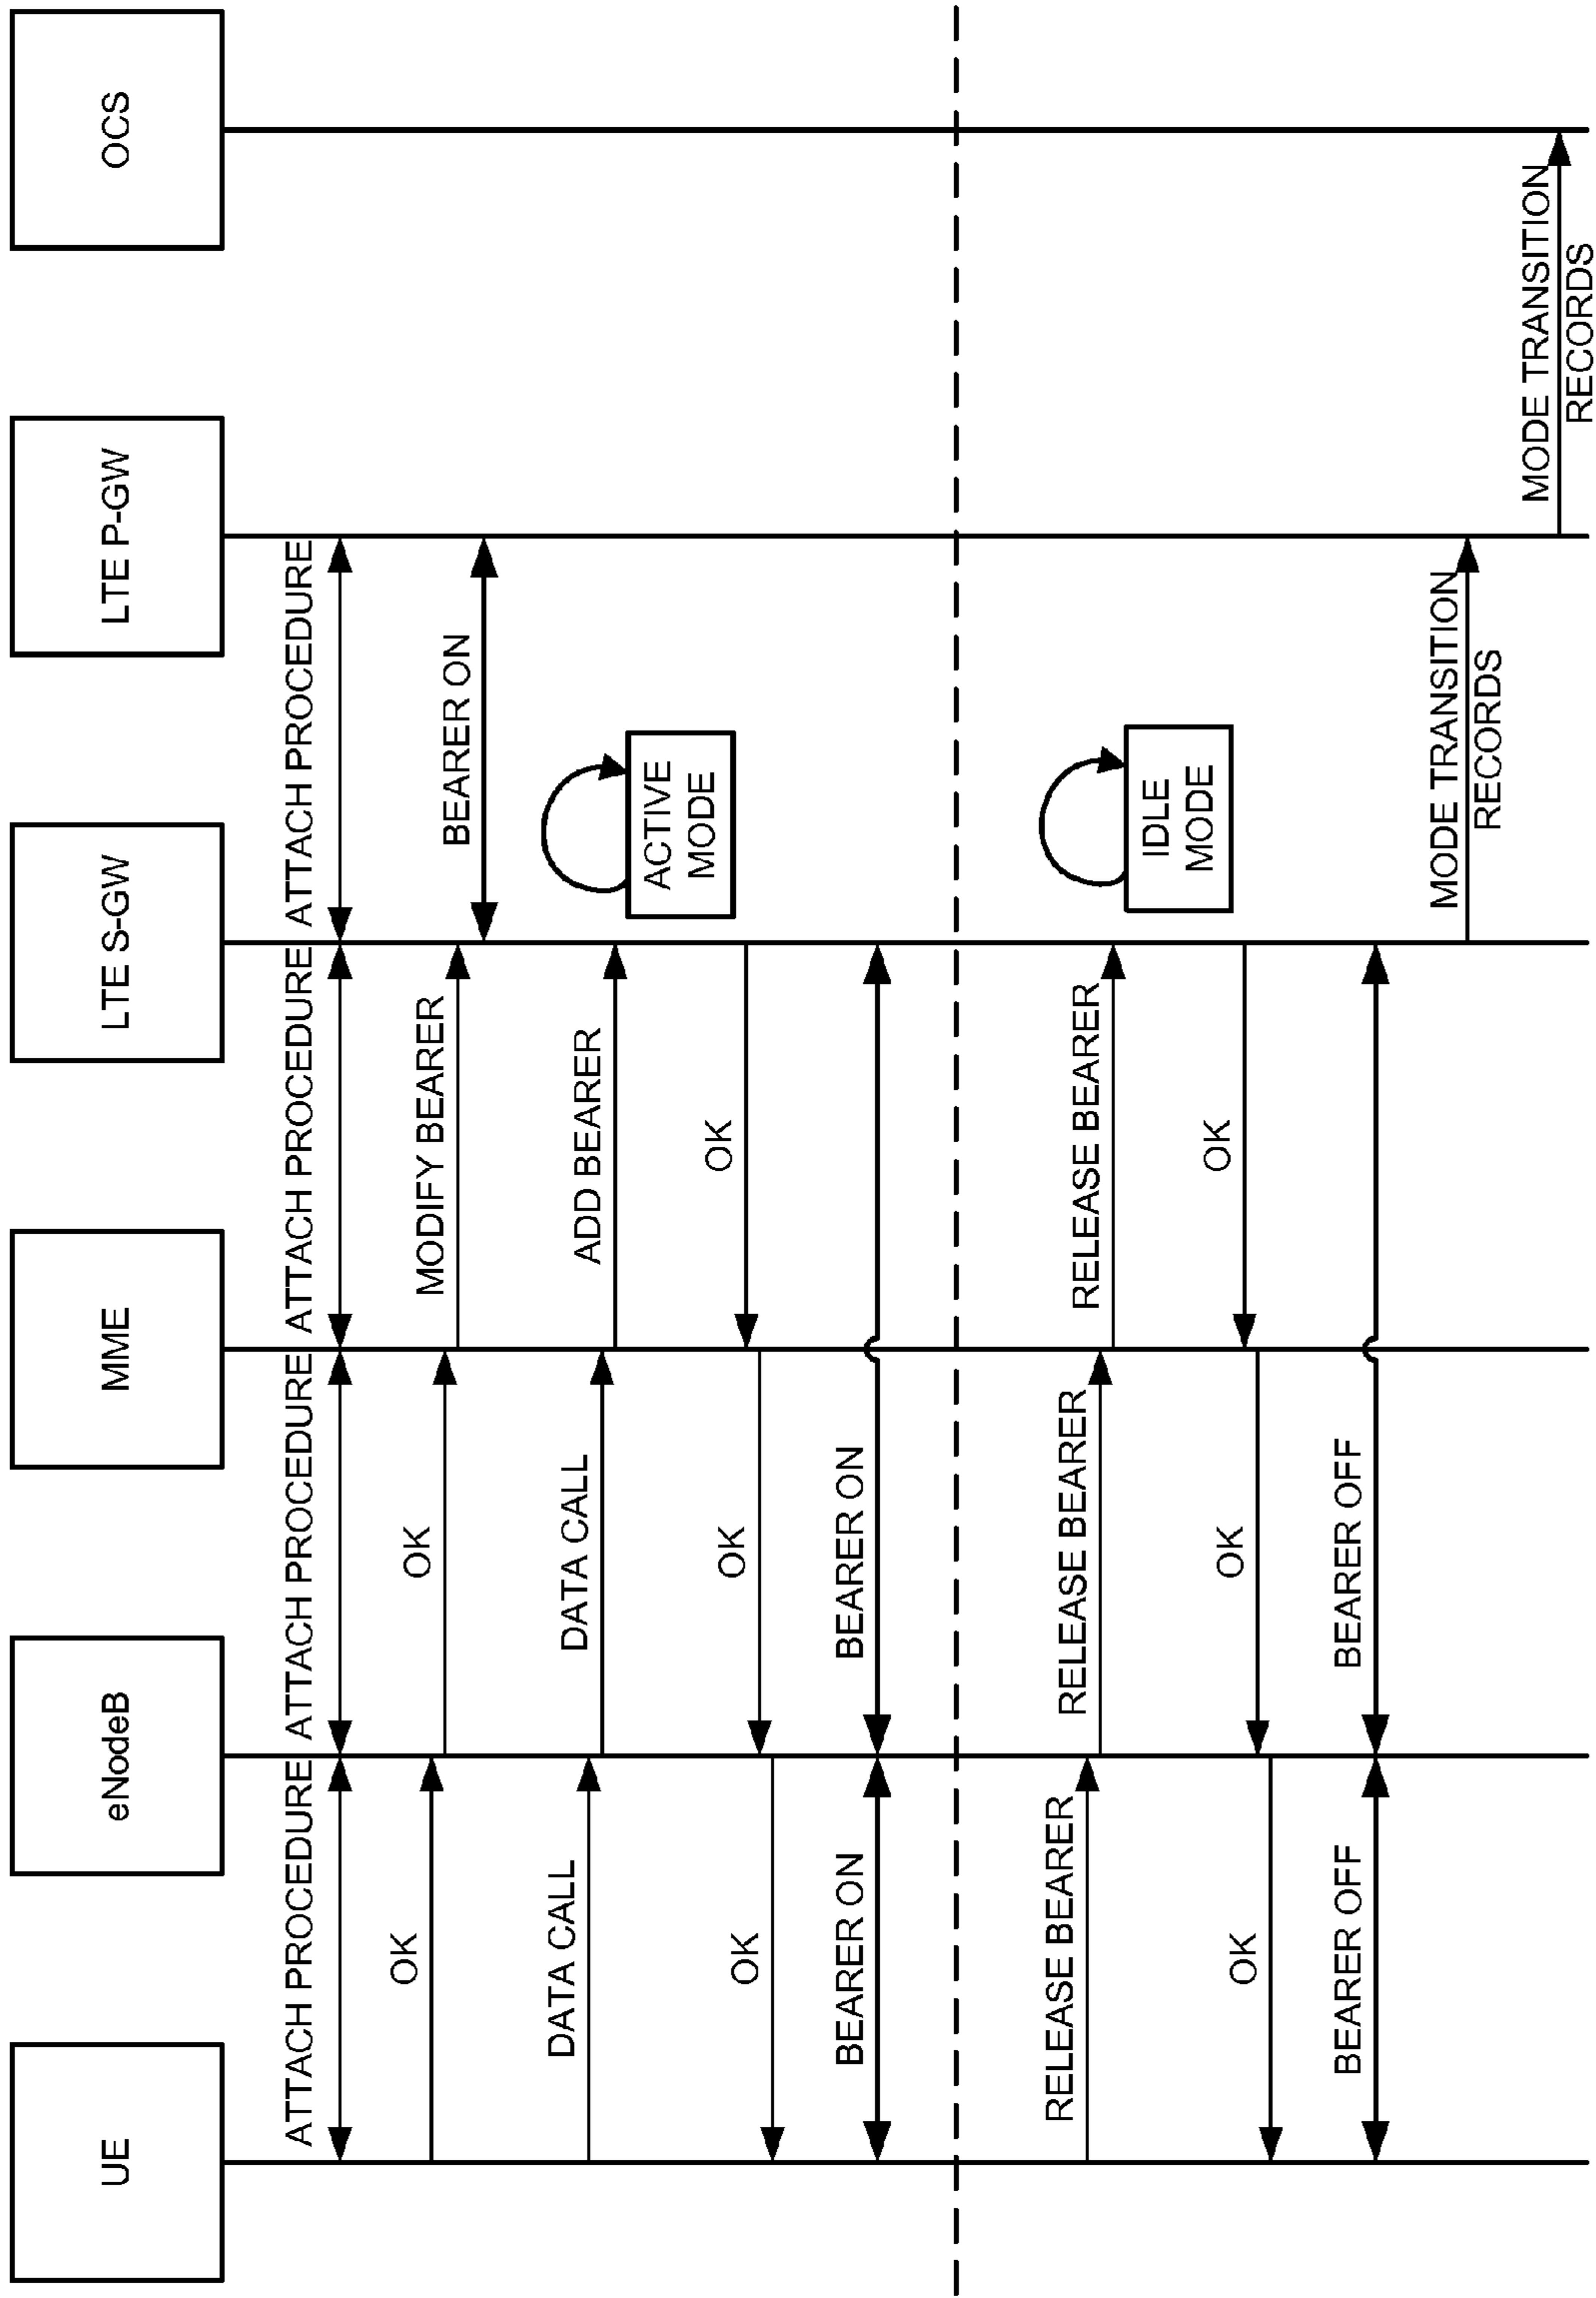 UE
eNodeB
MME
LTE S-GW
LTE P-GW
OCS
ATTACH PROCEDURE
ATTACH PROCEDURE
ATTACH PROCEDURE
ATTACH PROCEDURE
OK
OK
MODIFY BEARER
BEARER ON
DATA CALL
DATA CALL
ADD BEARER
ACTIVE
MODE
OK
OK
OK
BEARER ON
BEARER ON
RELEASE BEARER
RELEASE BEARER
RELEASE BEARER
IDLE
MODE
OK
OK
OK
BEARER OFF
BEARER OFF
MODE TRANSITION
RECORDS
MODE TRANSITION
RECORDS